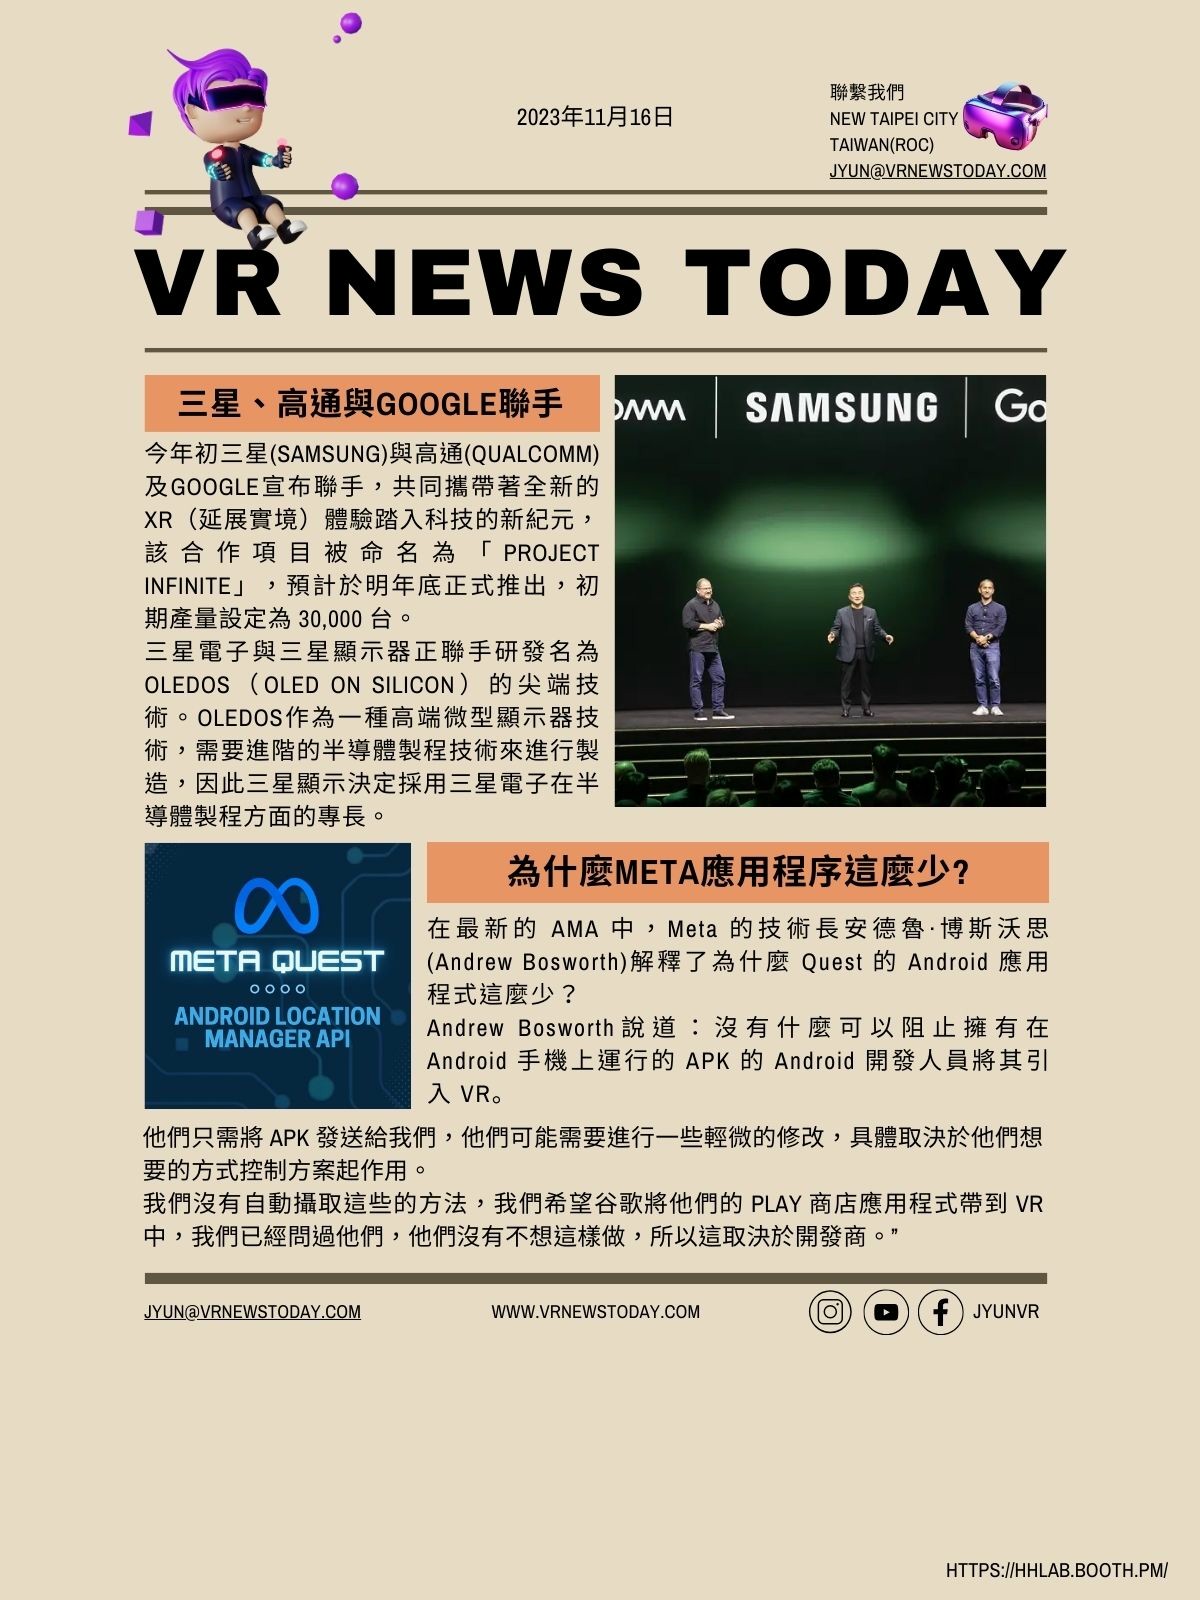 2023年11月16日
聯繫我們
NEW TAIPEI CITY
TAIWAN(ROC)
JYUN@VRNEWSTODAY.COM
VR NEWS TODAY
三星、高通與GOOGLE聯手
今年初三星(SAMSUNG)與高通(QUALCOMM)
及GOOGLE宣布聯手，共同攜帶著全新的
XR（延展實境）體驗踏入科技的新紀元，
該合作項目被命名為「PROJECT
INFINITE」，預計於明年底正式推出，初
期產量設定為 30,000 台。
三星電子與三星顯示器正聯手研發名為
OLEDOS（OLED ON SILICON）的尖端技
術。OLEDOS作為一種高端微型顯示器技
術，需要進階的半導體製程技術來進行製
造，因此三星顯示決定採用三星電子在半
導體製程方面的專長。
SAMSUNG
Go
META QUEST
ANDROID LOCATION
MANAGER API
為什麼META應用程序這麼少?
在最新的 AMA 中，Meta 的技術長安德魯·博斯沃思
(Andrew Bosworth)解釋了為什麼 Quest 的 Android 應用
程式這麼少？
Andrew Bosworth說道：沒有什麼可以阻止擁有在
Android 手機上運行的 APK 的 Android 開發人員將其引
入 VR。
他們只需將 APK 發送給我們，他們可能需要進行一些輕微的修改，具體取決於他們想
要的方式控制方案起作用。
我們沒有自動攝取這些的方法，我們希望谷歌將他們的 PLAY 商店應用程式帶到 VR
中，我們已經問過他們，他們沒有不想這樣做，所以這取決於開發商。”
JYUN@VRNEWSTODAY.COM
WWW.VRNEWSTODAY.COM
JYUNVR
HTTPS://HHLAB.BOOTH.PM/